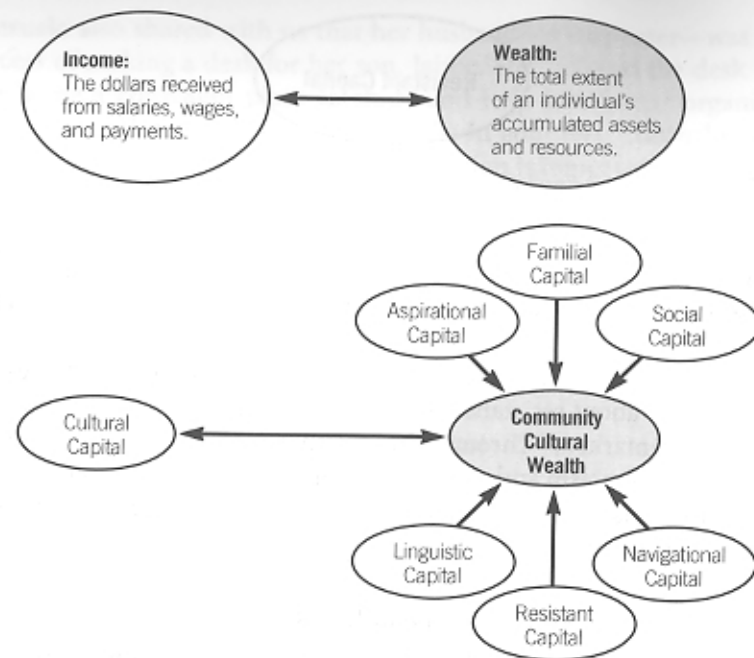 Income:
The dollars received
from salaries, wages,
and payments.
Wealth:
The total extent
of an individual's
accumulated assets
and resources.
Familial
Capital
Aspirational
Capital
Social
Capital
Cultural
Capital
Community
Cultural
Wealth
Linguistic
Capital
Navigational
Capital
Resistant
Capital